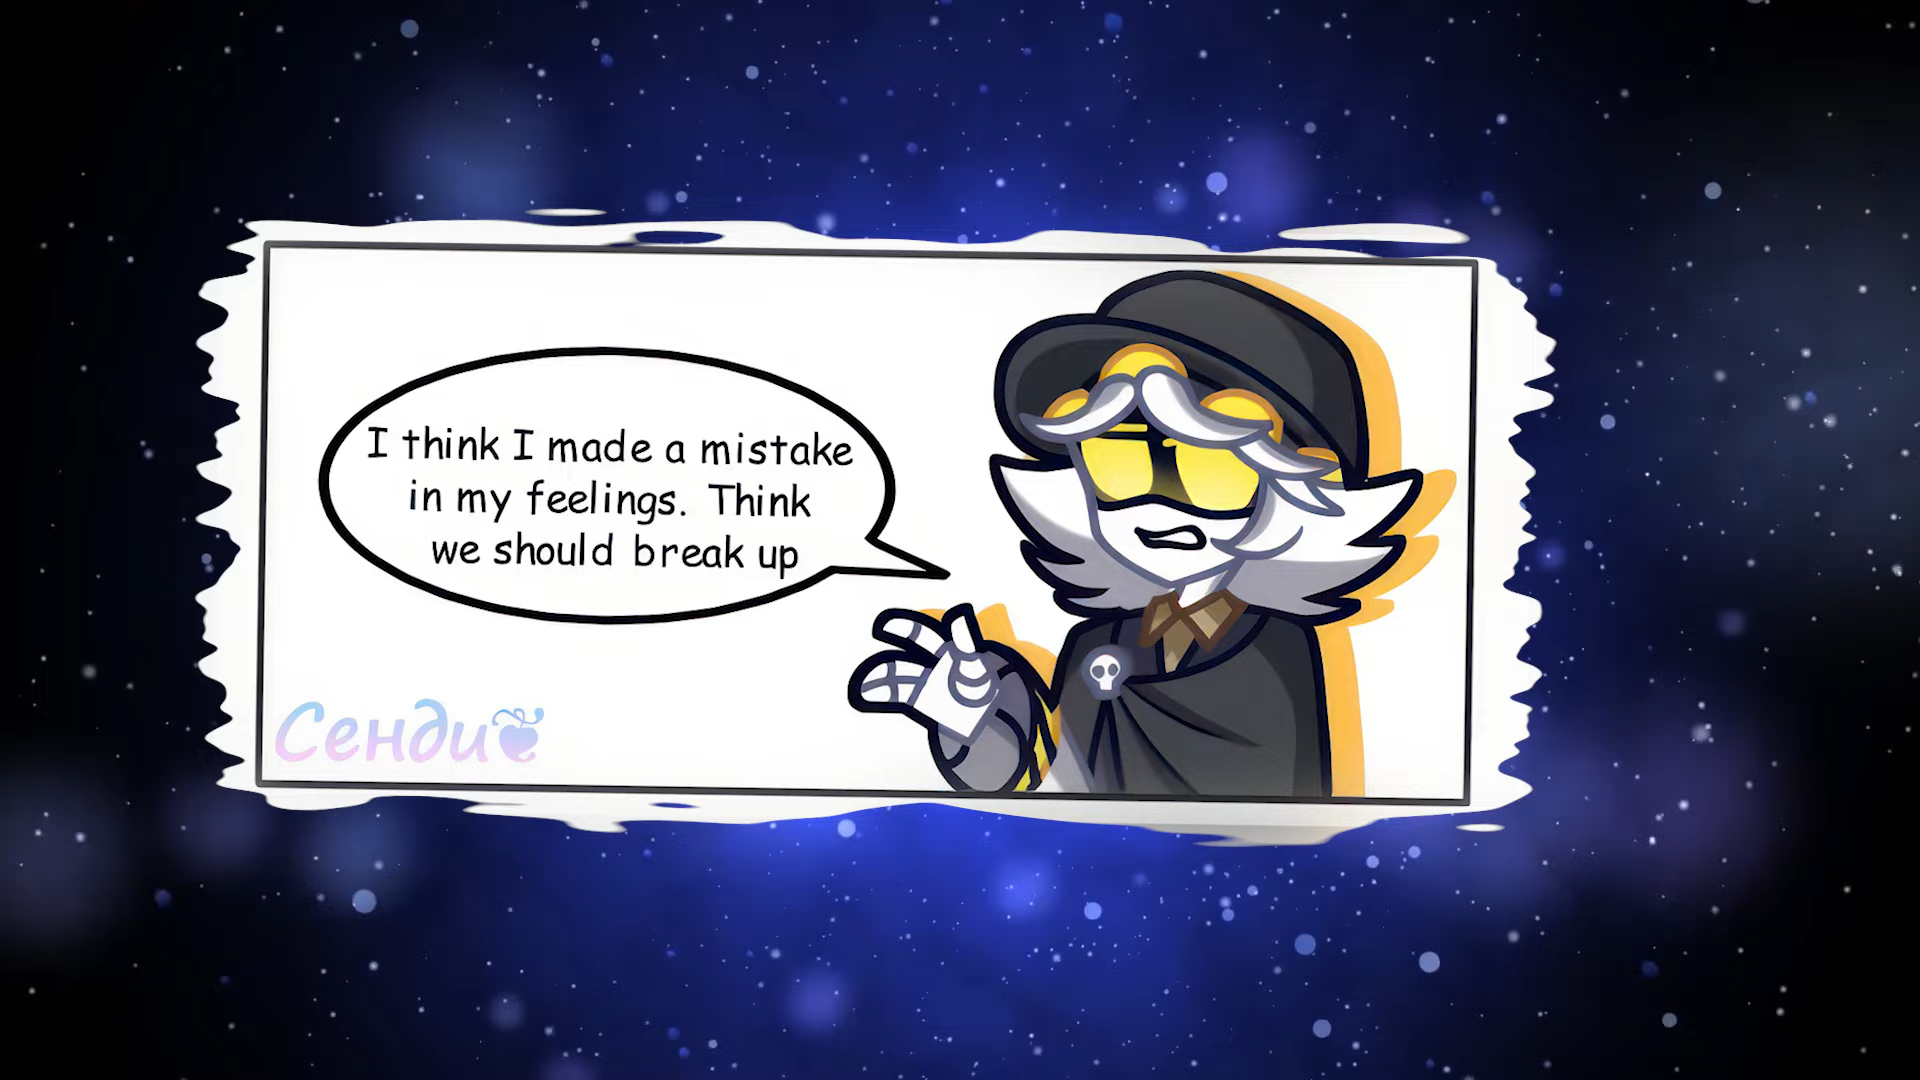 I think I made a mistake
in my feelings. Think
we should break up
Сенди